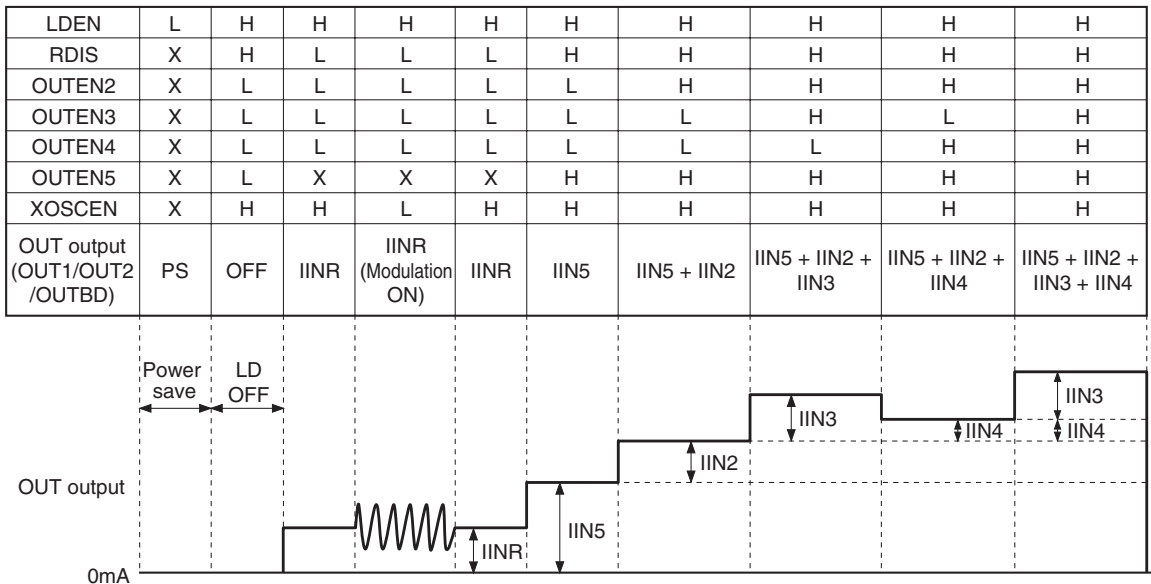 LDEN L H H H H H H H H
RDIS X H L L L H H H H H
OUTEN2 X L L L L L H H H H
OUTEN3 X L L L L L L H L H
OUTEN4 X L L L L L L L H H
OUTEN5 X L X X X H H H H H
XOSCEN X H H L H H H H H H
OUT output
(OUT1/OUT2
/OUTBD)
PS
OFF
IINR
IINR
(Modulation
ON)
IINR
IIN5
IIN5 + IIN2
IIN5 + IIN2 +
IIN3
IIN5 + IIN2 +
IIN4
IIN5 + IIN2 +
IIN3 + IIN4
Power
save
LD
OFF
IIN3
IIN3
IIN4
IIN4
IIN2
OUT output
IIN5
IINR
0mA